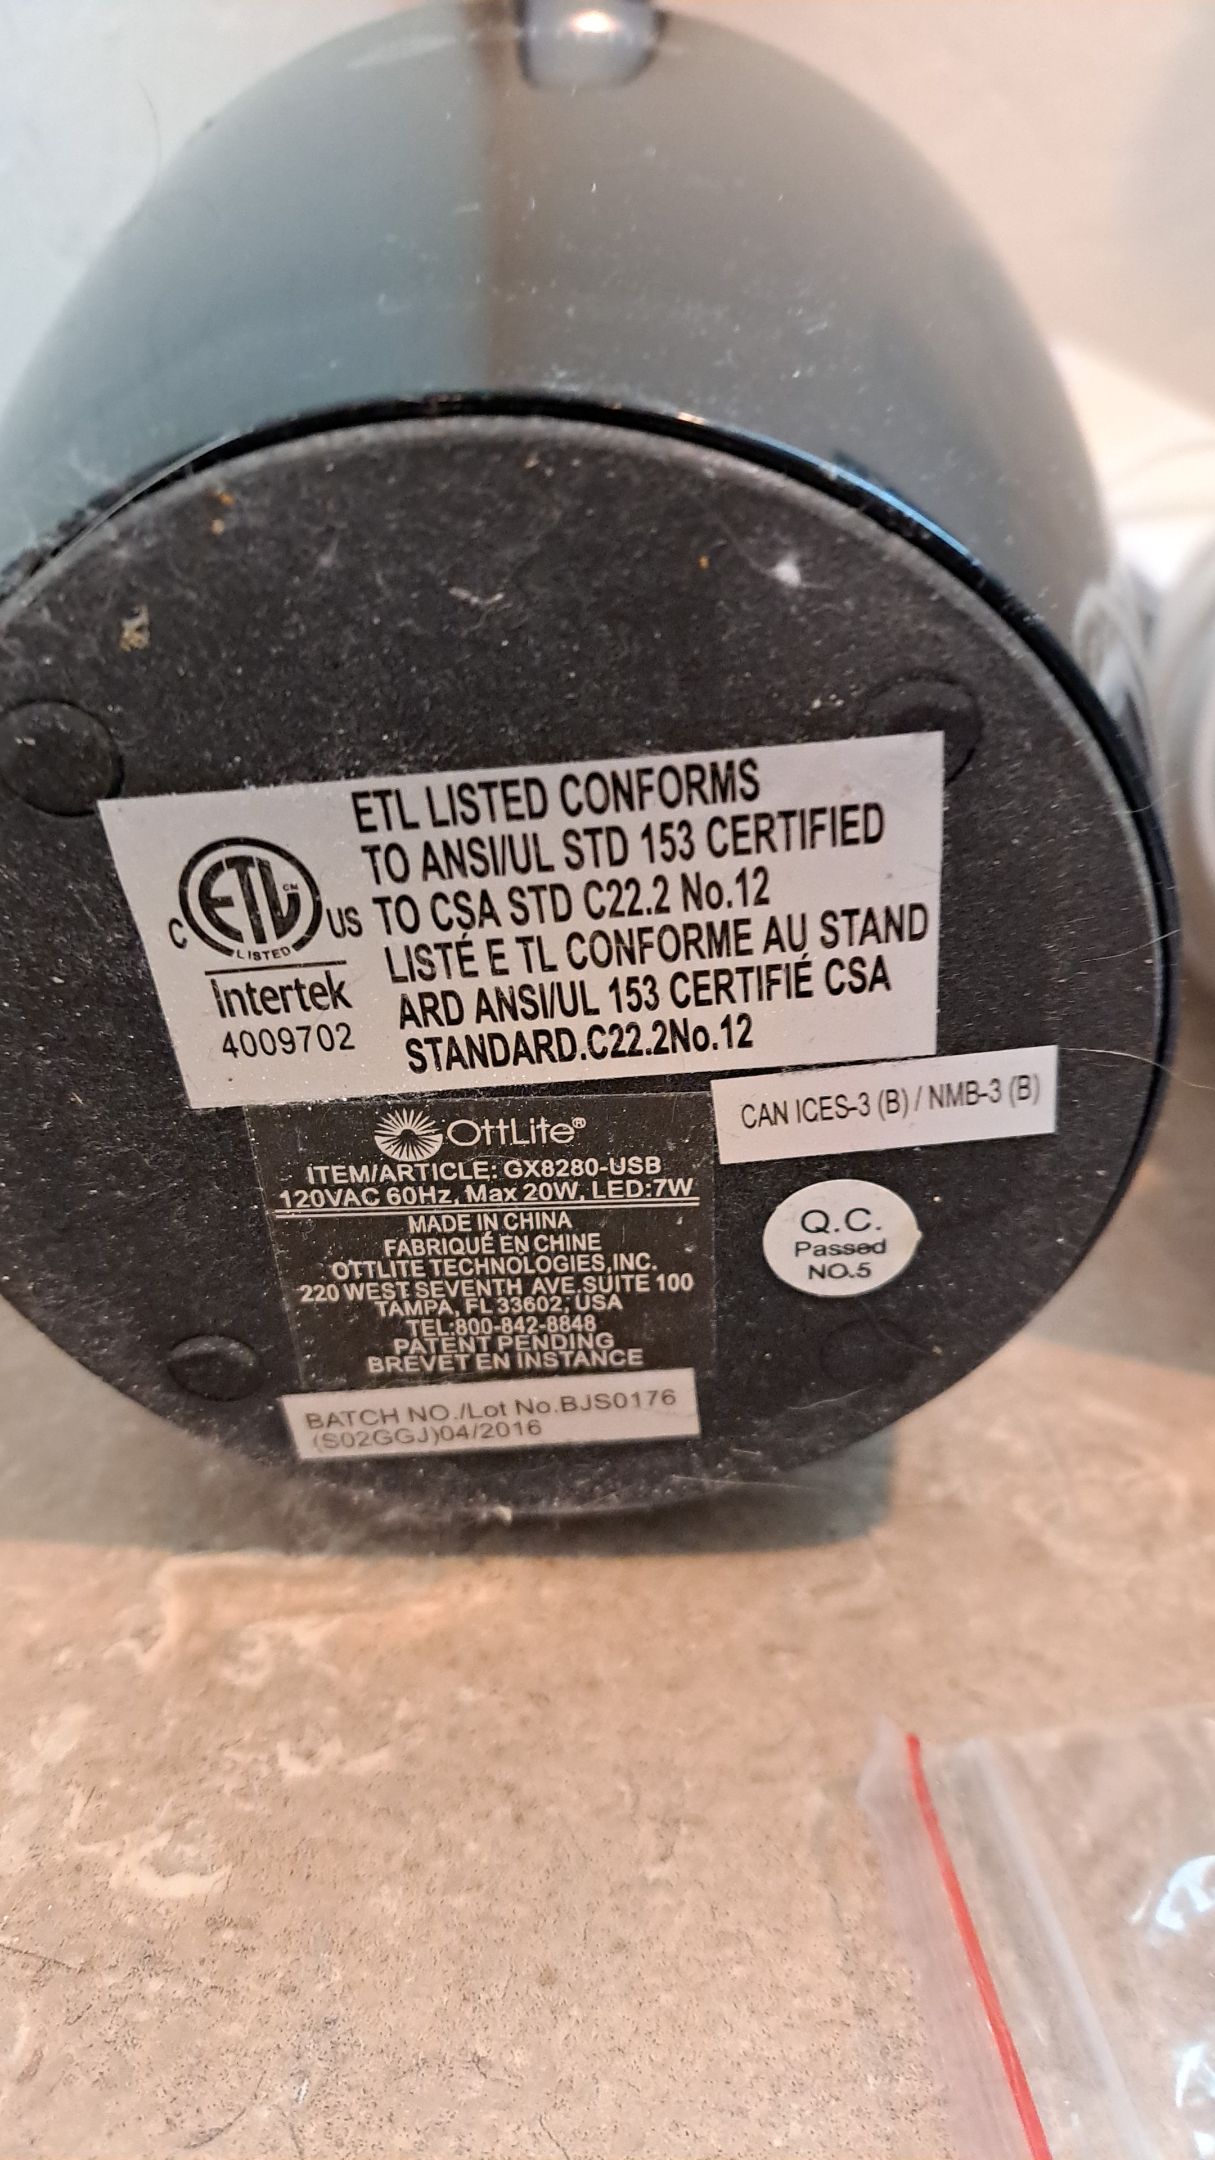 ETL LISTED CONFORMS
TO ANSI/UL STD 153 CERTIFIED
TO CSA STD C22.2 No.12
LISTÉ E TL CONFORME AU STAND
ARD ANSI/UL 153 CERTIFIÉ CSA
STANDARD.C22.2No.12
C ETL CM US
LISTED
Intertek
4009702
CAN ICES-3 (B) / NMB-3 (B)
OTTLITE®
ITEM/ARTICLE: GX8280-USB
120VAC 60Hz, Max 20W, LED:7W
MADE IN CHINA
FABRIQUÉ EN CHINE
OTTLITE TECHNOLOGIES,INC.
220 WEST SEVENTH AVE,SUITE 100
TAMPA, FL 33602, USA
TEL:800-842-8848
PATENT PENDING
BREVET EN INSTANCE
Q.C.
Passed
NO.5
BATCH NO./Lot No.BJS0176
(S02GGJ)04/2016